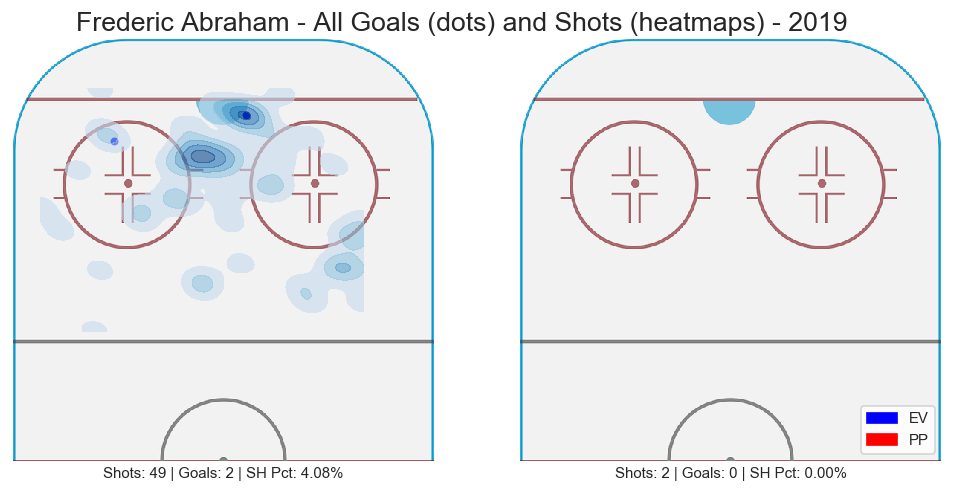 Frederic Abraham - All Goals (dots) and Shots (heatmaps) - 2019
EV
PP
Shots: 49 | Goals: 2 | SH Pct: 4.08%
Shots: 2 | Goals: 0 | SH Pct: 0.00%